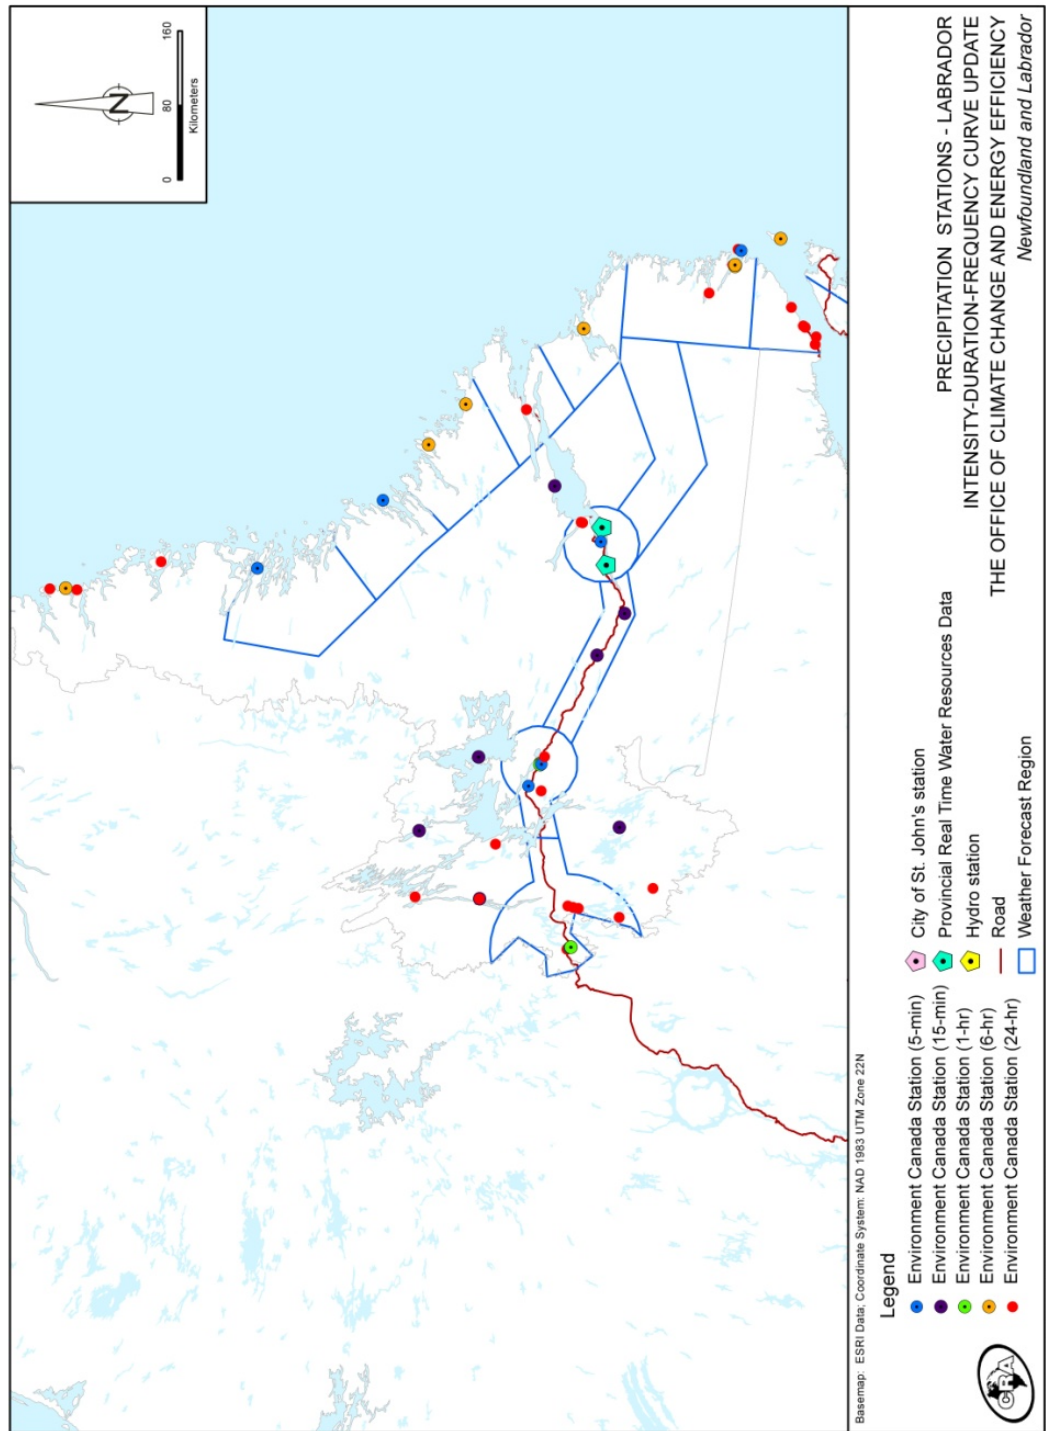 N
0 80 160
Kilometers
Basemap: ESRI Data; Coordinate System: NAD 1983 UTM Zone 22N
Legend
Environment Canada Station (5-min)
Environment Canada Station (15-min)
Environment Canada Station (1-hr)
Environment Canada Station (6-hr)
Environment Canada Station (24-hr)
City of St. John's station
Provincial Real Time Water Resources Data
Hydro station
Road
Weather Forecast Region
PRECIPITATION STATIONS - LABRADOR
INTENSITY-DURATION-FREQUENCY CURVE UPDATE
THE OFFICE OF CLIMATE CHANGE AND ENERGY EFFICIENCY
Newfoundland and Labrador
CRA